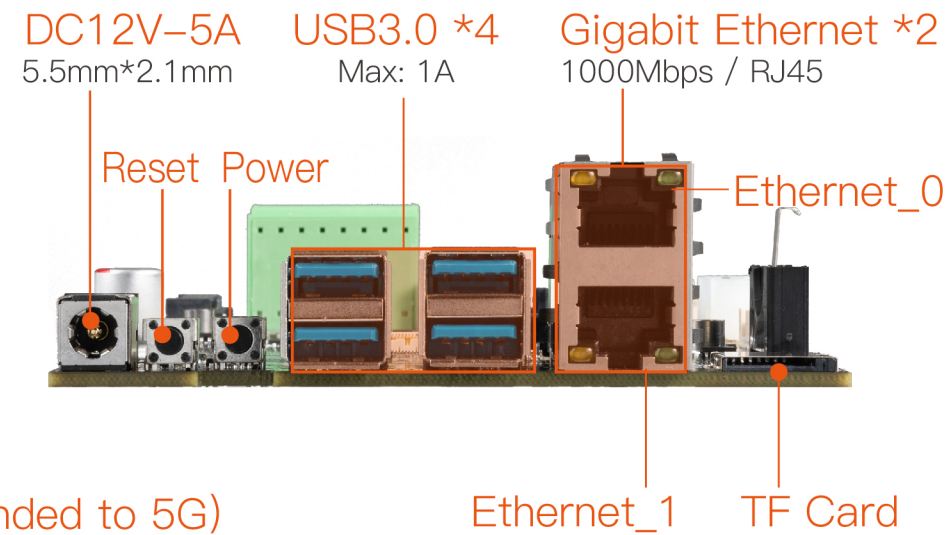 DC12V–5A
5.5mm*2.1mm
USB3.0 *4
Max: 1A
Gigabit Ethernet *2
1000Mbps / RJ45
Reset
Power
Ethernet_0
to 5G)
Ethernet_1
TF Card